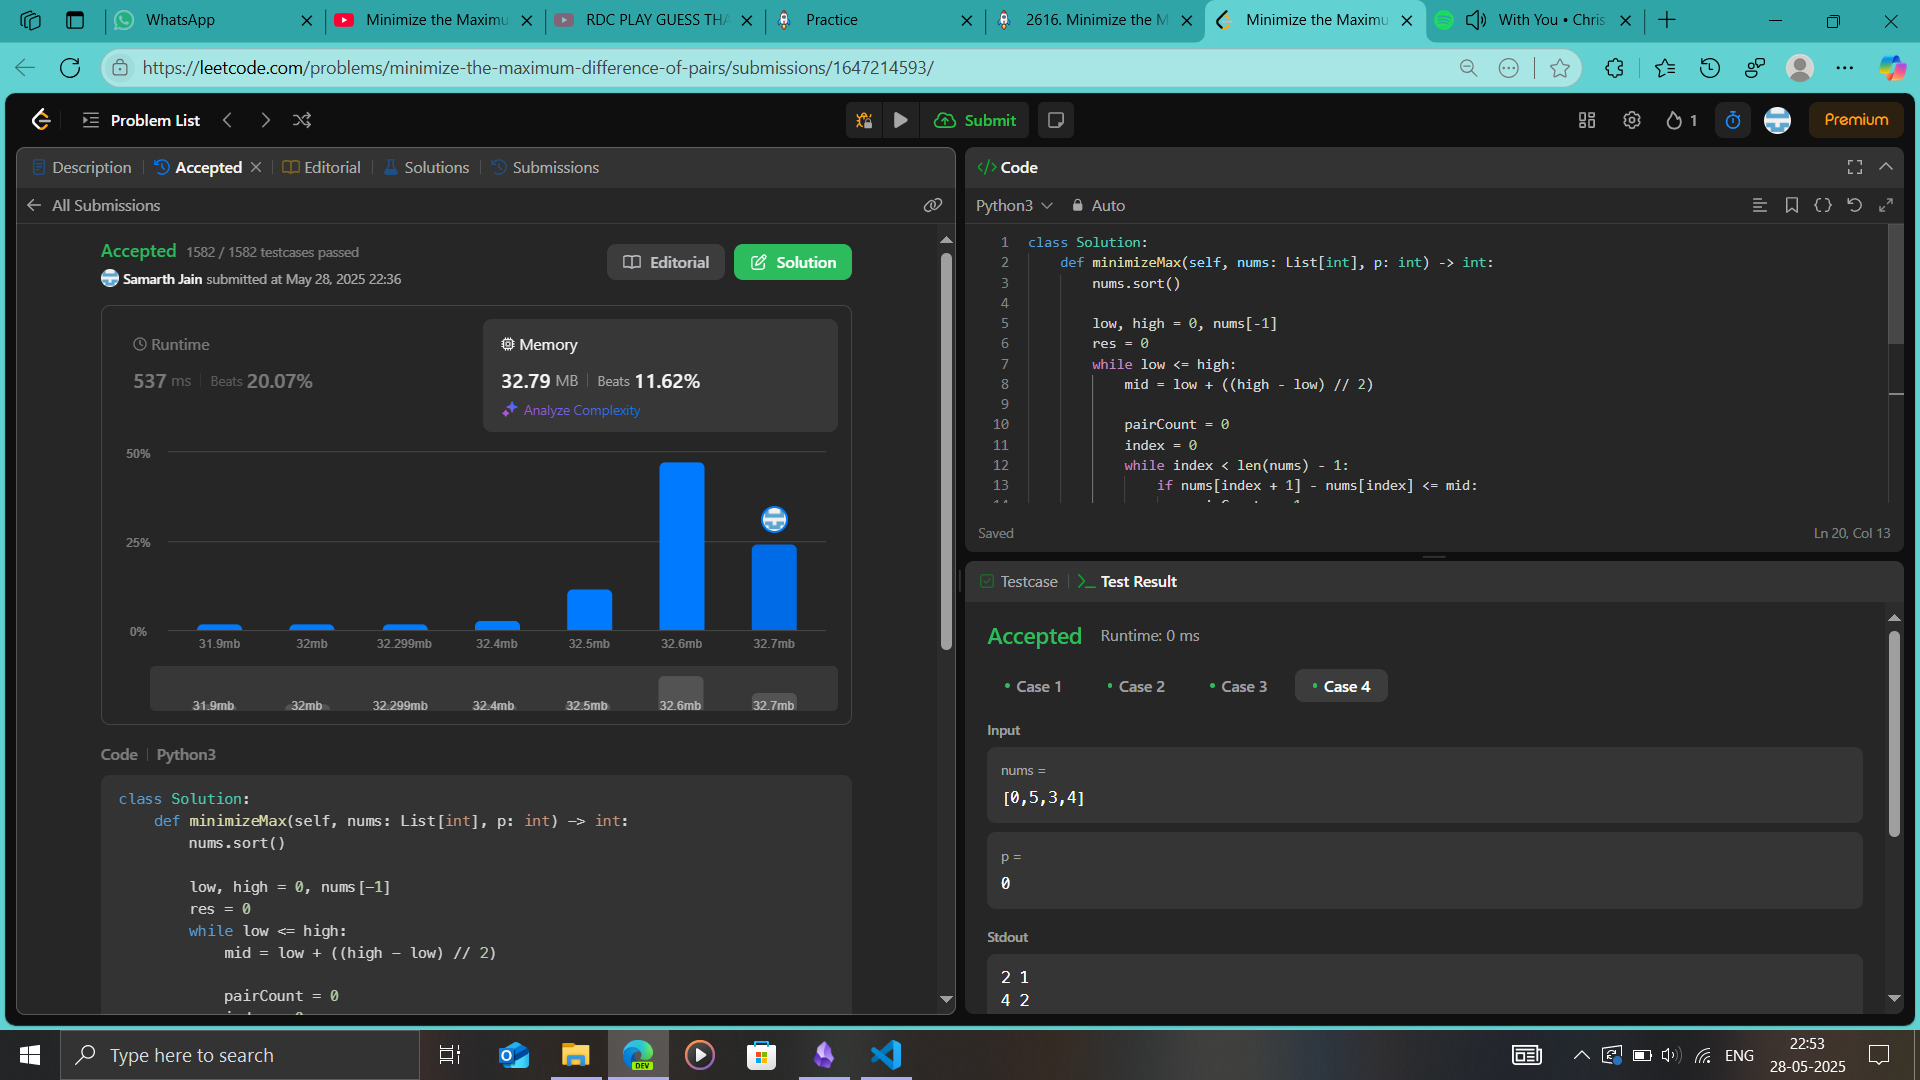 WhatsApp
Minimize the Maximu
RDC PLAY GUESS THA
Practice
2616. Minimize the M
Minimize the Maximu
With You • Chris
https://leetcode.com/problems/minimize-the-maximum-difference-of-pairs/submissions/1647214593/
Problem List
Submit
1
Premium
Description
Accepted
Editorial
Solutions
Submissions
All Submissions
Accepted 1582 / 1582 testcases passed
Samarth Jain submitted at May 28, 2025 22:36
Editorial
Solution
Runtime
537 ms Beats 20.07%
Memory
32.79 MB Beats 11.62%
Analyze Complexity
50%
25%
0%
31.9mb 32mb 32.299mb 32.4mb 32.5mb 32.6mb 32.7mb
31.9mb 32mb 32.299mb 32.4mb 32.5mb 32.6mb 32.7mb
Code Python3
class Solution:
def minimizeMax(self, nums: List[int], p: int) -> int:
nums.sort()
low, high = 0, nums[-1]
res = 0
while low <= high:
mid = low + ((high - low) // 2)
pairCount = 0
Code
Python3 Auto
1 class Solution:
2 def minimizeMax(self, nums: List[int], p: int) -> int:
3 nums.sort()
4
5 low, high = 0, nums[-1]
6 res = 0
7 while low <= high:
8 mid = low + ((high - low) // 2)
9
10 pairCount = 0
11 index = 0
12 while index < len(nums) - 1:
13 if nums[index + 1] - nums[index] <= mid:
Saved
Ln 20, Col 13
Testcase
Test Result
Accepted Runtime: 0 ms
Case 1
Case 2
Case 3
Case 4
Input
nums =
[0,5,3,4]
p =
0
Stdout
2 1
4 2
Type here to search
DEV
ENG
22:53
28-05-2025